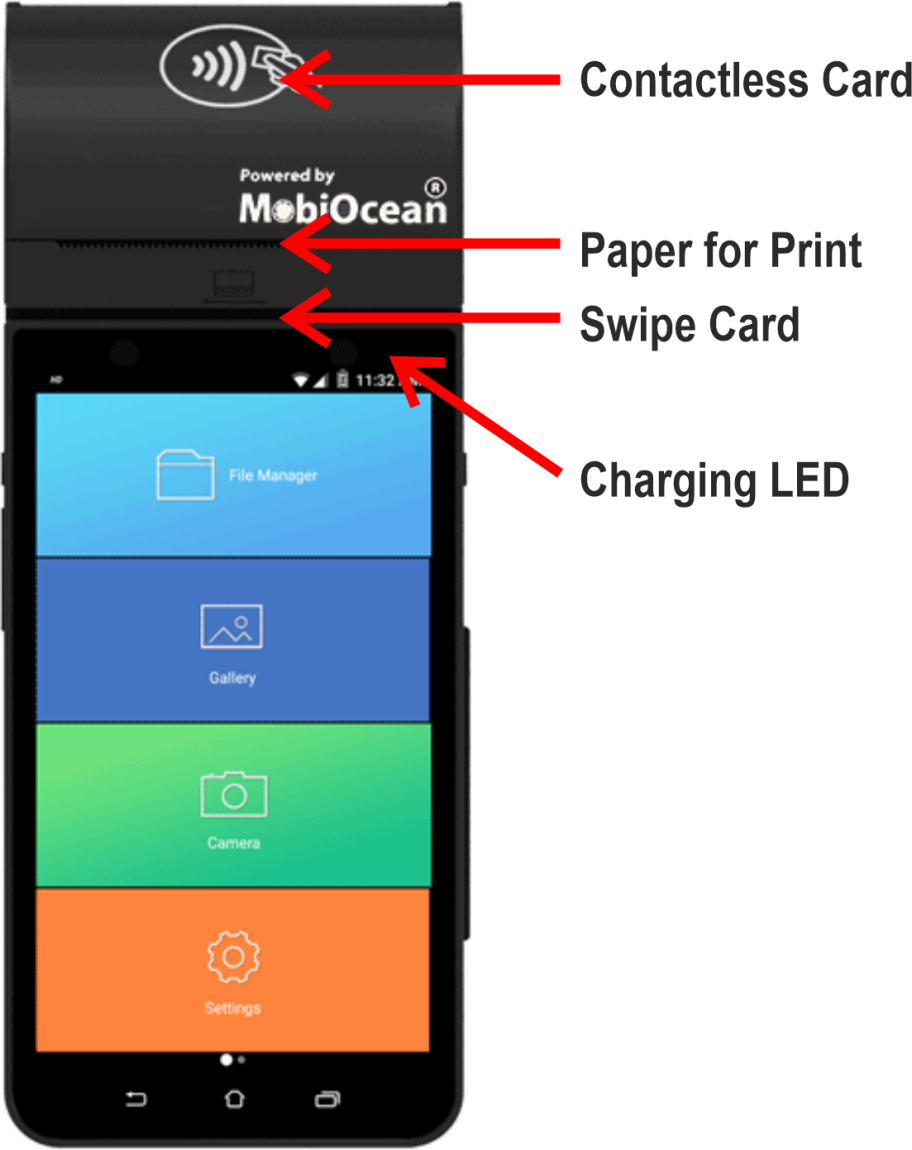 Contactless Card
Powered by
MobiOcean®
Paper for Print
Swipe Card
HD
11:32
Charging LED
File Manager
Gallery
Camera
Settings